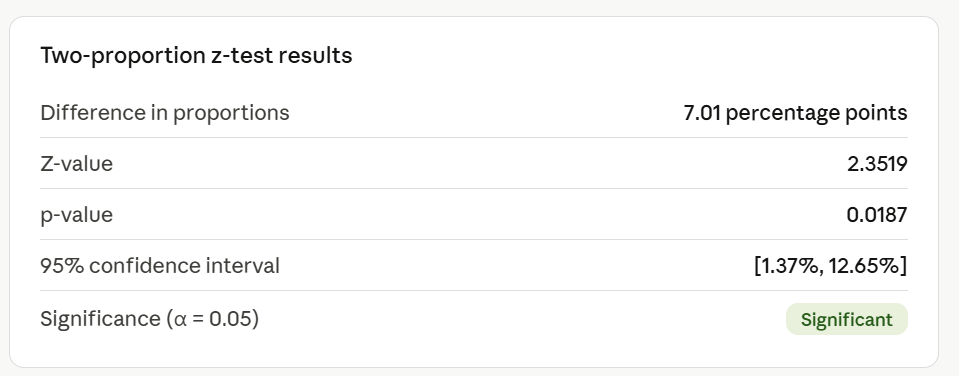 Two-proportion z-test results
Difference in proportions 7.01 percentage points
Z-value 2.3519
p-value 0.0187
95% confidence interval [1.37%, 12.65%]
Significance (α = 0.05) Significant